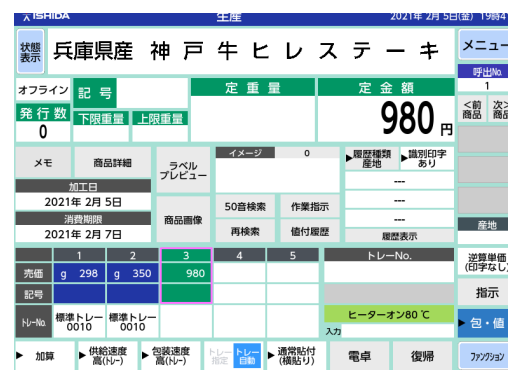 ISHIDA 生産 2021年 2月 5日(金) 19時4
状態表示 兵庫県産 神戸牛ヒレステーキ メニュー
呼出No.
1
オフライン 記号 定重量 定金額
<前商品 次>商品
発行数 下限重量 上限重量 980 円
0
メモ 商品詳細 ラベルプレビュー イメージ 0 ▶履歴種類 産地 ▶識別印字 あり
加工日 ---
2021年 2月 5日 50音検索 作業指示 ---
消費期限 商品画像 ---
2021年 2月 7日 再検索 値付履歴 履歴表示 産地
1 2 3 4 5 トレーNo. 逆算単価(印字なし)
売価 g 298 g 350 980
記号 指示
トレーNo. 標準トレー0010 標準トレー0010 ヒーターオン80℃
入力 ▶包・値
▶ 加算 ▶供給速度 高(トレー) ▶包装速度 高(トレー) トレー指定 トレー自動 ▶通常貼付(横貼り) 電卓 復帰 ファンクション